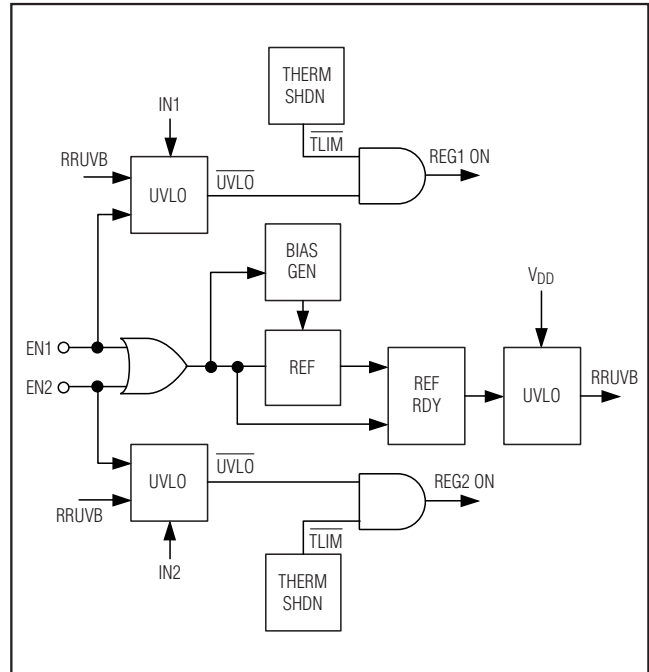 THERM
SHDN
IN1
TLIM
REG1 ON
RRUVB
UVLO
UVLO
BIAS
GEN
VDD
EN1
REF
REF
RDY
UVLO
RRUVB
EN2
UVLO
UVLO
REG2 ON
RRUVB
TLIM
IN2
THERM
SHDN